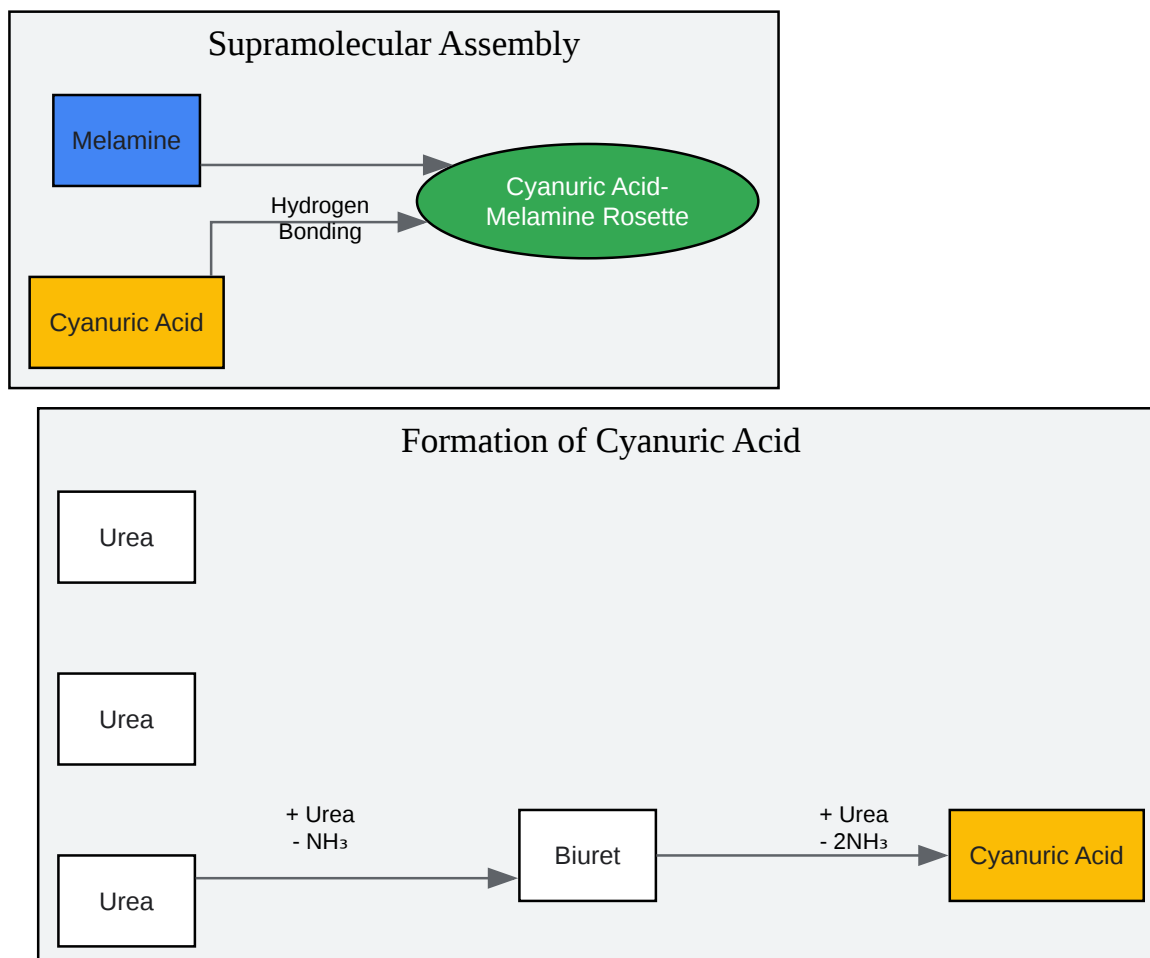 Supramolecular Assembly
Melamine
Cyanuric Acid-
Melamine Rosette
Hydrogen
Bonding
Cyanuric Acid
Formation of Cyanuric Acid
Urea
Urea
+ Urea
- NH₃
+ Urea
- 2NH₃
Biuret
Cyanuric Acid
Urea